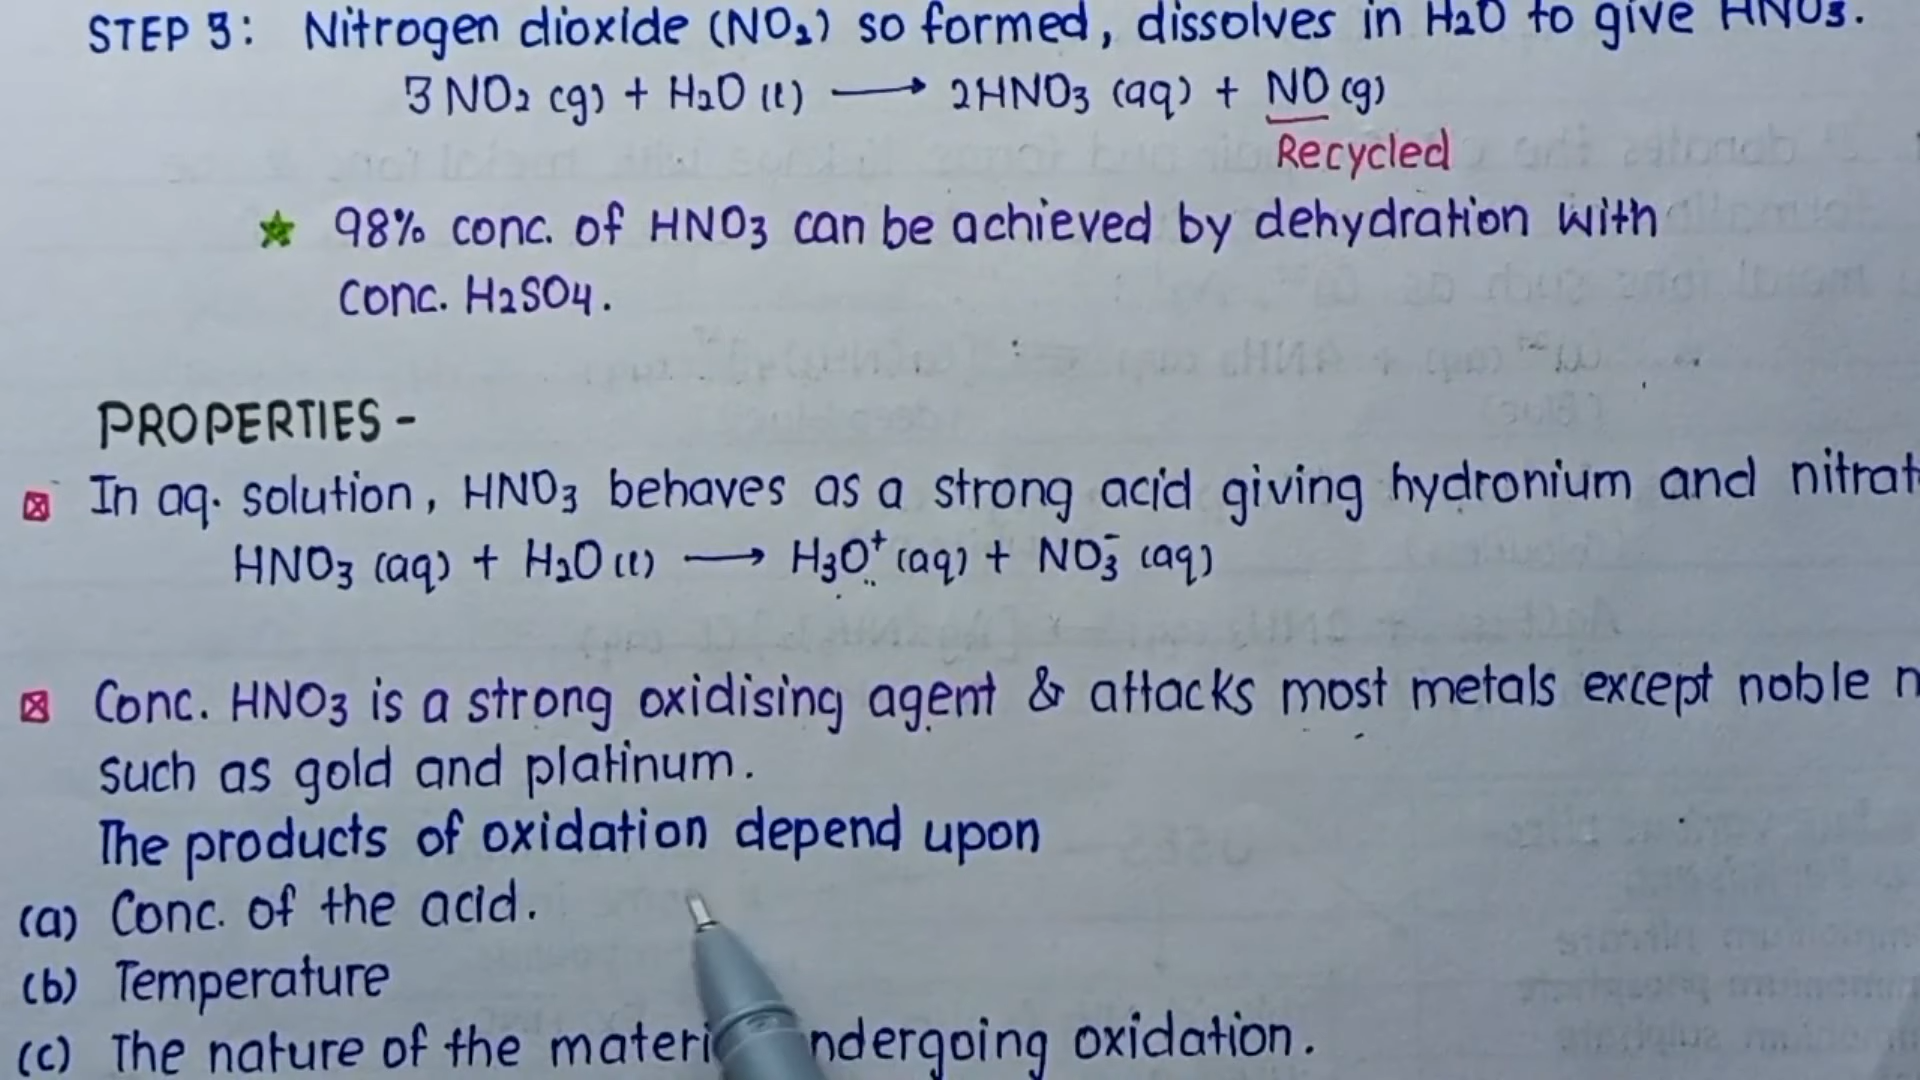 STEP 3: Nitrogen dioxide (NO₂) so formed, dissolves in H₂O to give HNO₃.
3NO₂ (g) + H₂O (l) ⟶ 2HNO₃ (aq) + NO (g)
Recycled
★ 98% conc. of HNO₃ can be achieved by dehydration with
conc. H₂SO₄.
PROPERTIES -
In aq. solution, HNO₃ behaves as a strong acid giving hydronium and nitrat
HNO₃ (aq) + H₂O (l) ⟶ H₃O⁺ (aq) + NO₃⁻ (aq)
Conc. HNO₃ is a strong oxidising agent & attacks most metals except noble
such as gold and platinum.
The products of oxidation depend upon
(a) Conc. of the acid.
(b) Temperature
(c) The nature of the materi ndergoing oxidation.